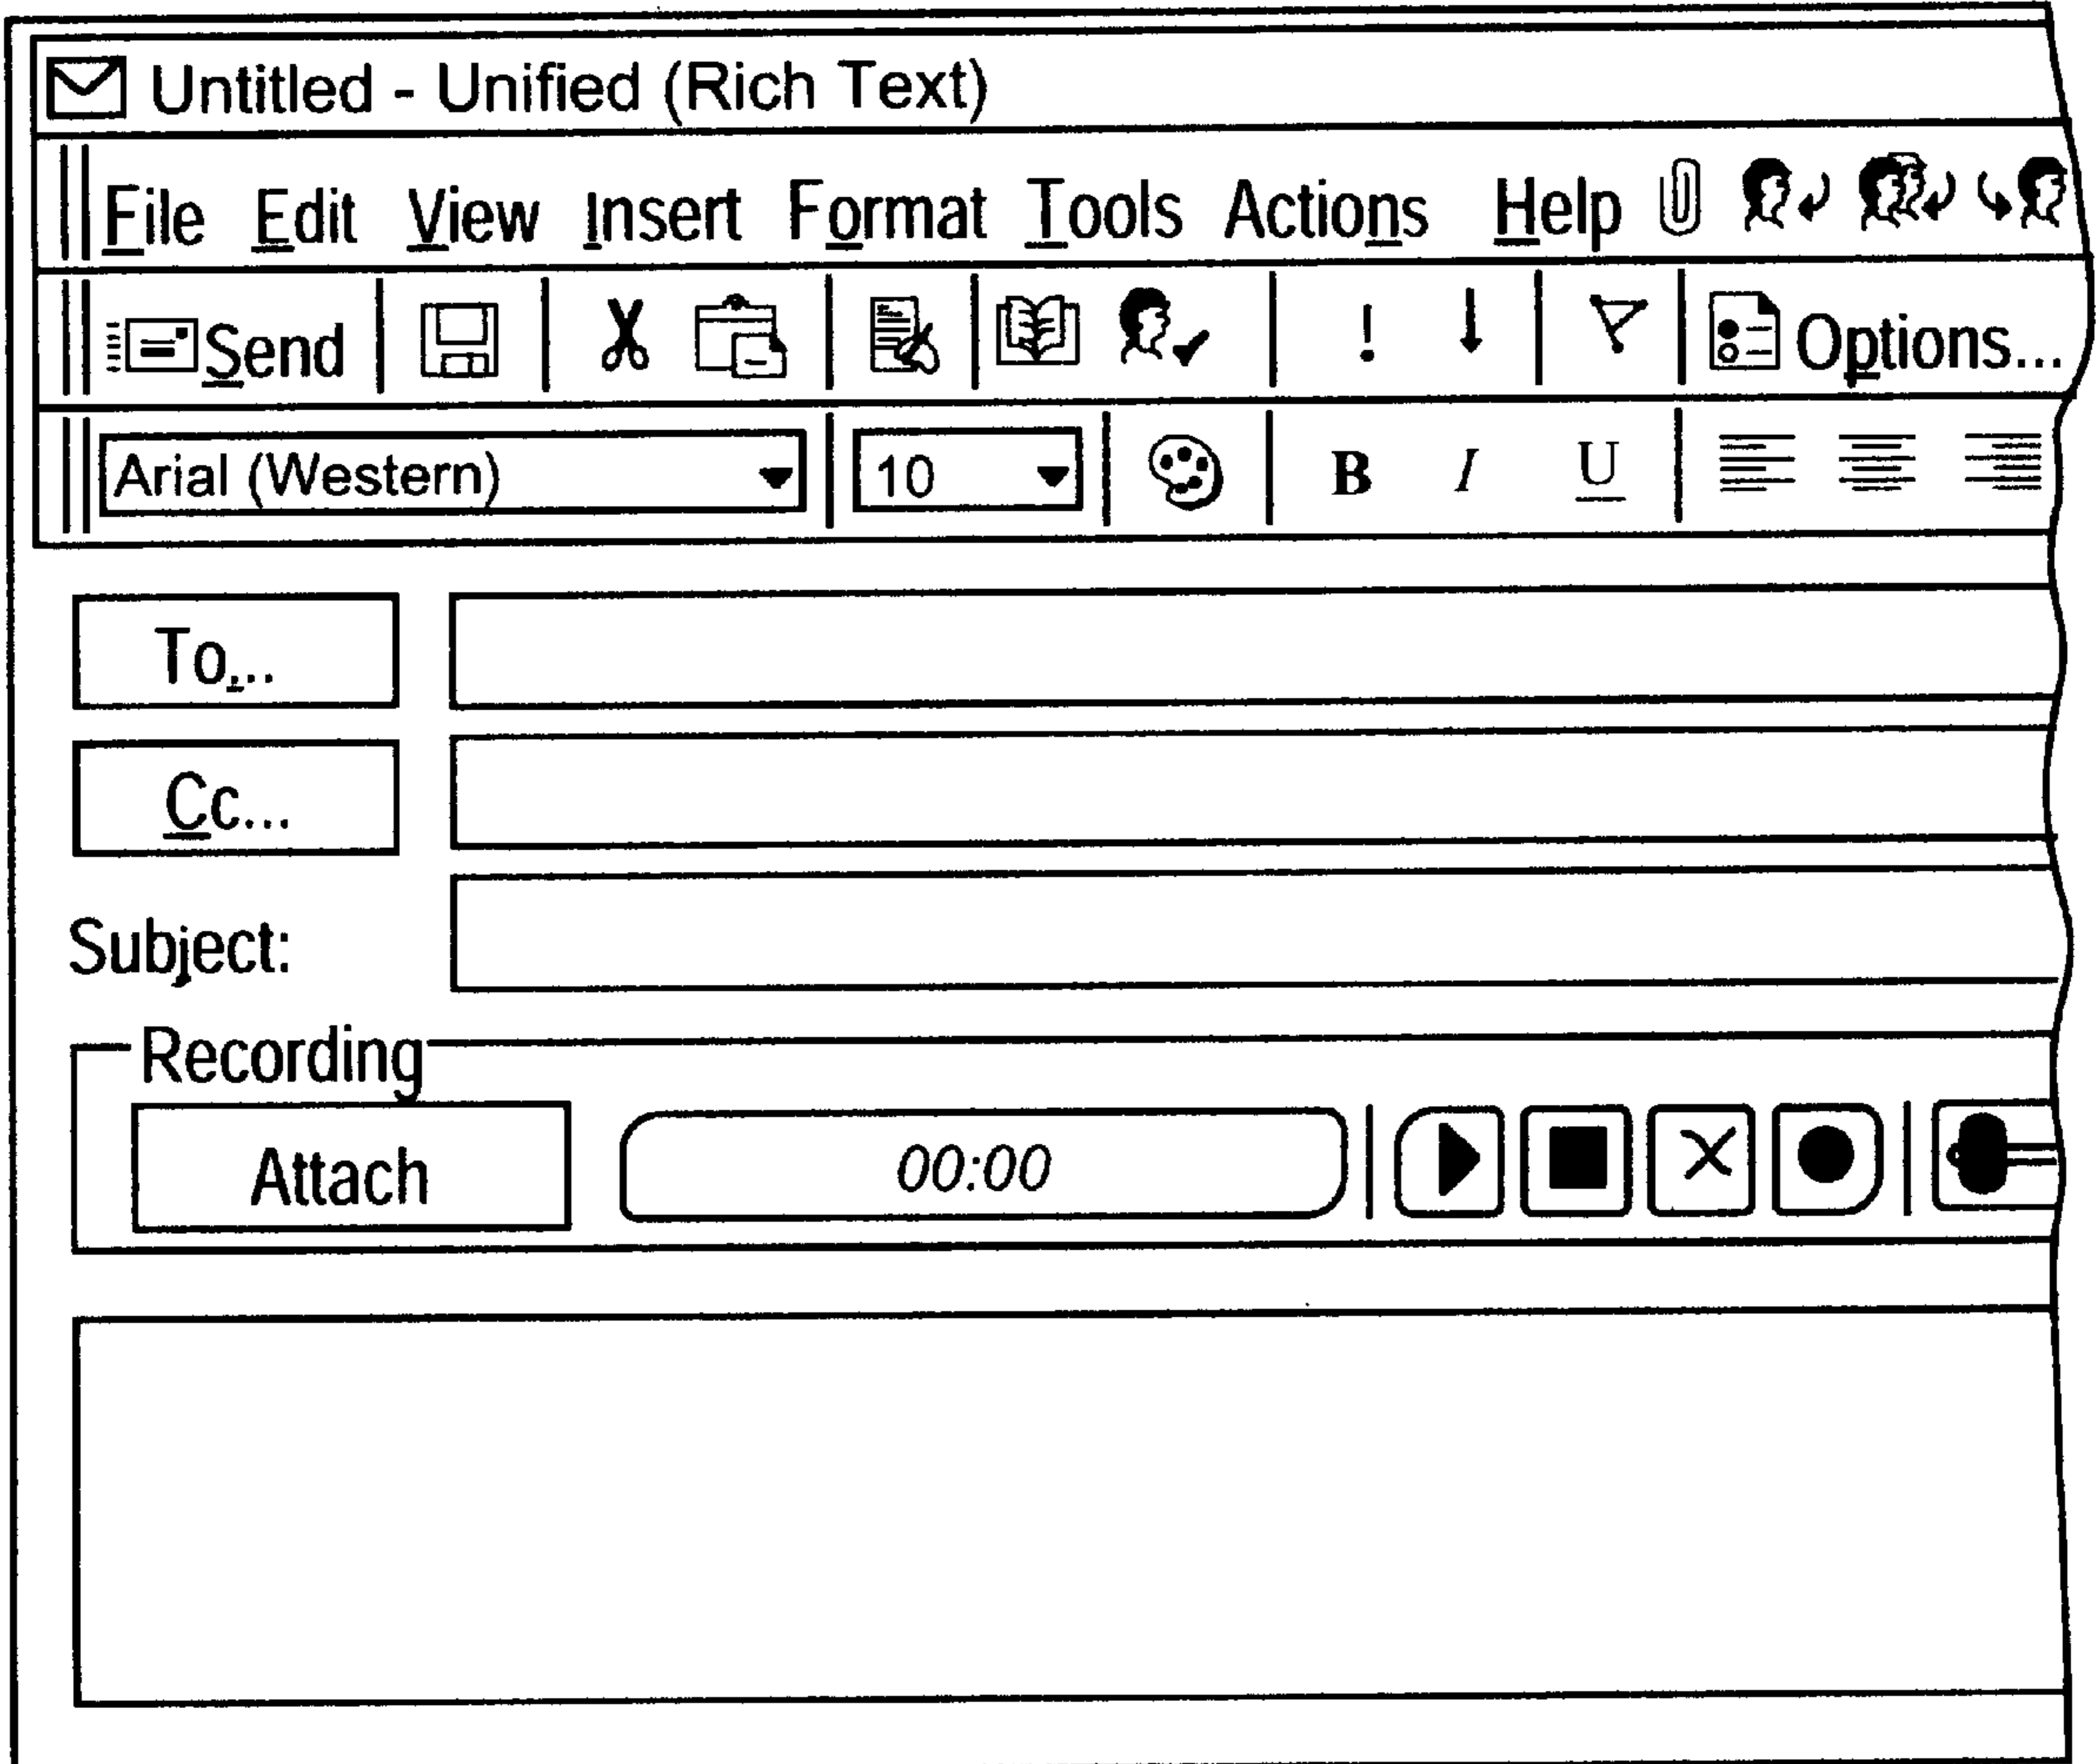 Untitled - Unified (Rich Text)
File Edit View Insert Format Tools Actions Help
Send ! Options...
Arial (Western) 10 B I U
To...
Cc...
Subject:
Recording
Attach 00:00